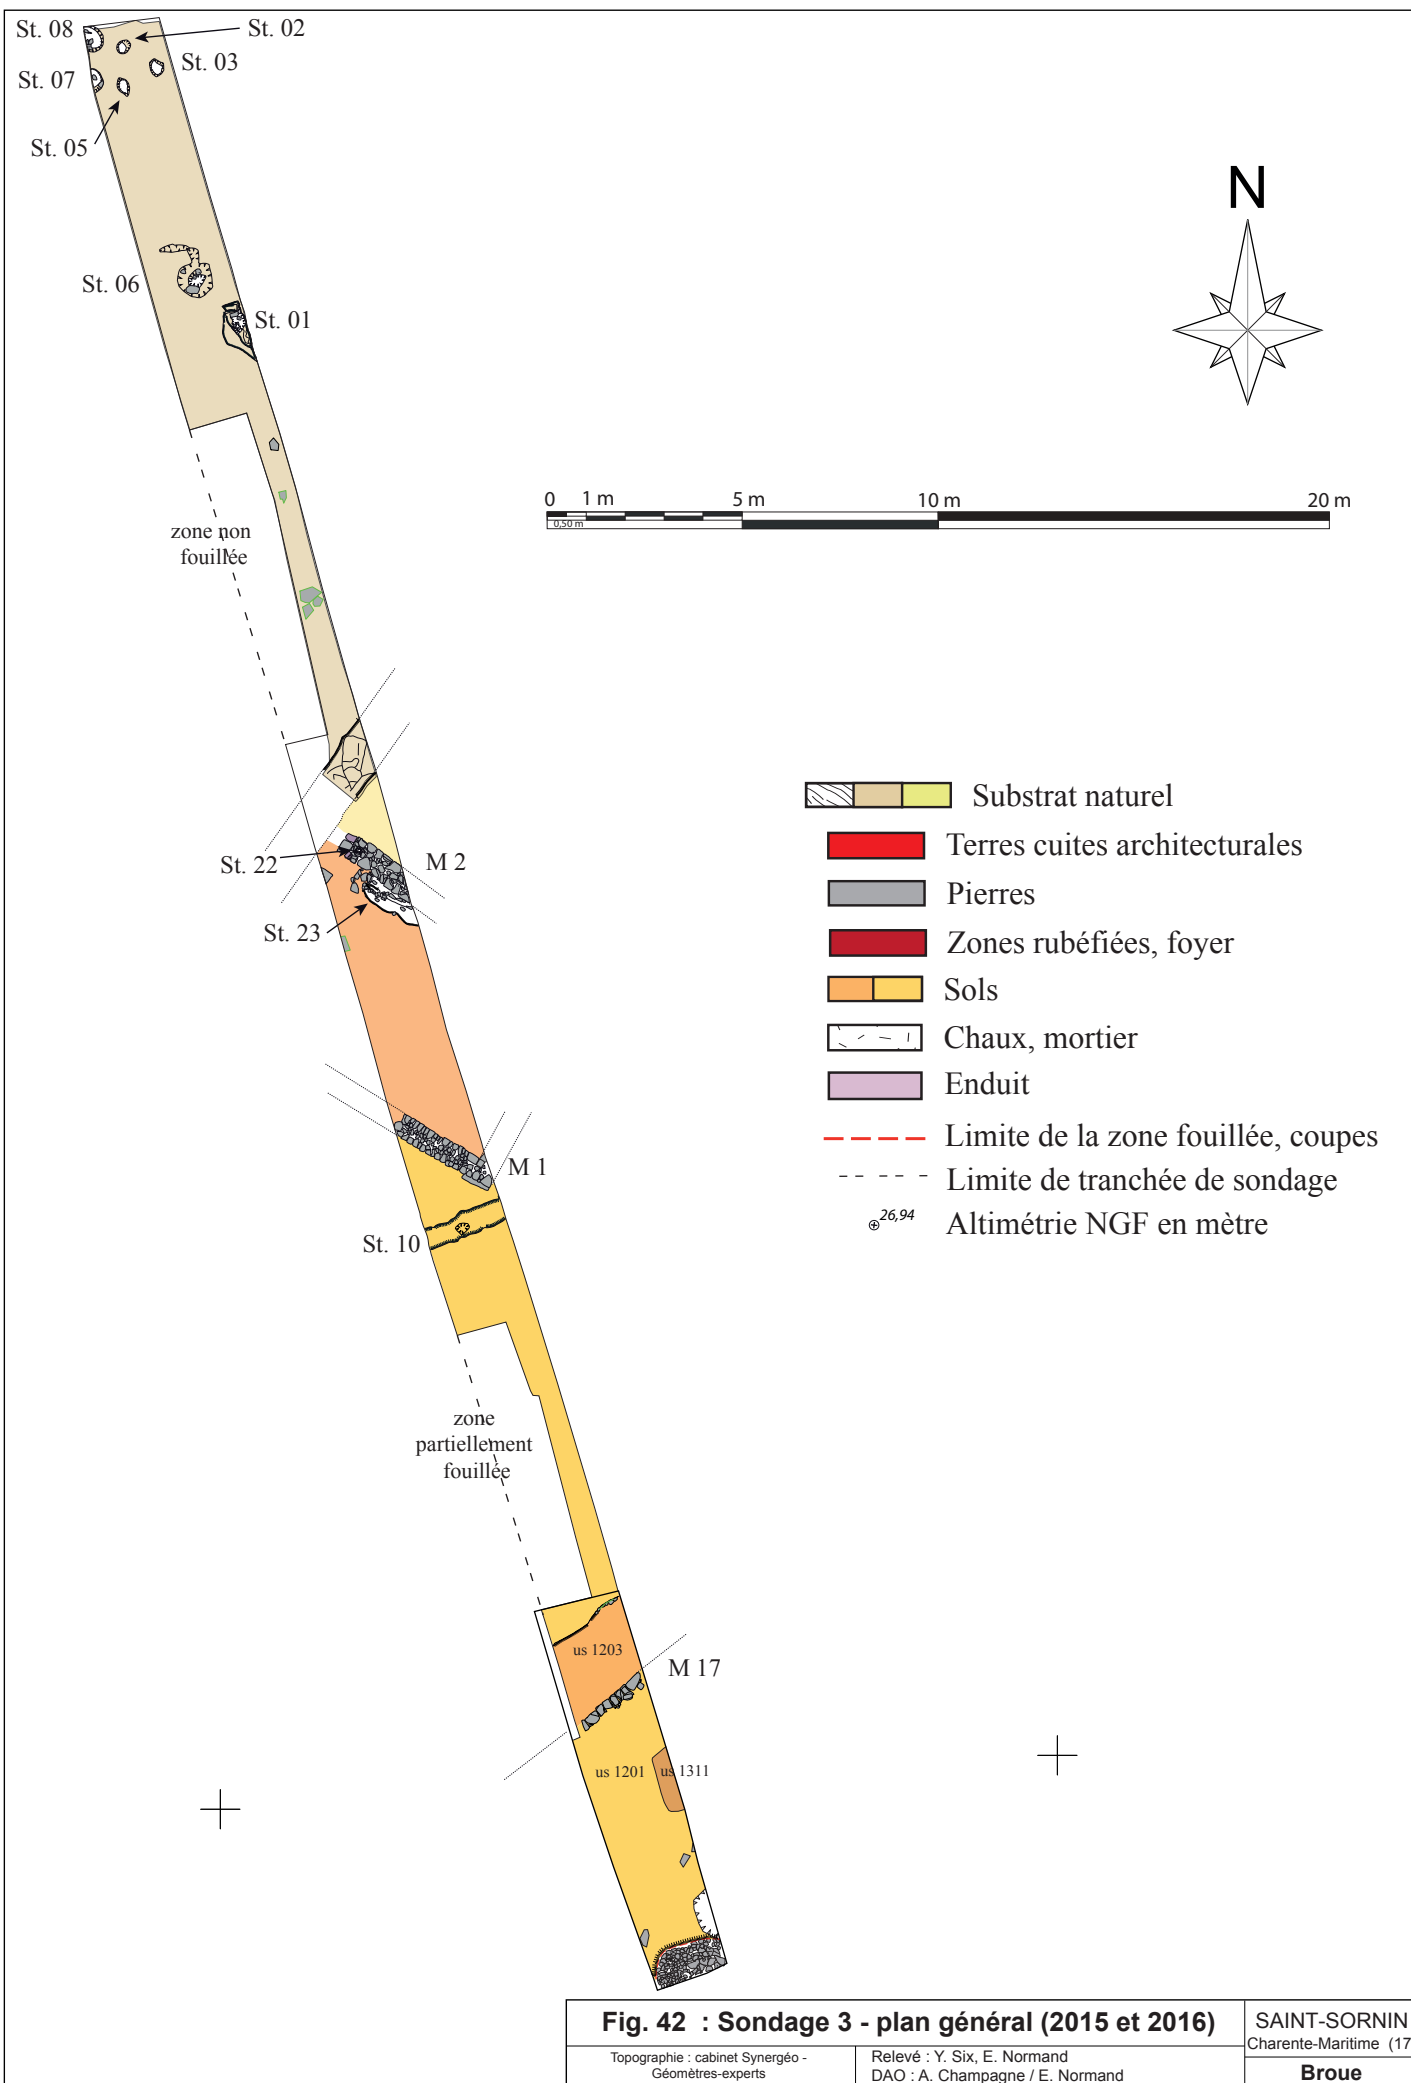 St. 08
St. 02
St. 07
St. 03
St. 05
St. 06
St. 01
N
0 1 m 5 m 10 m 20 m
0,50 m
zone non
fouillée
St. 22
M 2
St. 23
M 1
St. 10
zone
partiellement
fouillée
us 1203
M 17
us 1201
us 1311
Substrat naturel
Terres cuites architecturales
Pierres
Zones rubéfiées, foyer
Sols
Chaux, mortier
Enduit
Limite de la zone fouillée, coupes
Limite de tranchée de sondage
26,94
Altimétrie NGF en mètre
Fig. 42 : Sondage 3 - plan général (2015 et 2016)
Topographie : cabinet Synergéo -
Géomètres-experts
Relevé : Y. Six, E. Normand
DAO : A. Champagne / E. Normand
SAINT-SORNIN
Charente-Maritime (17
Broue